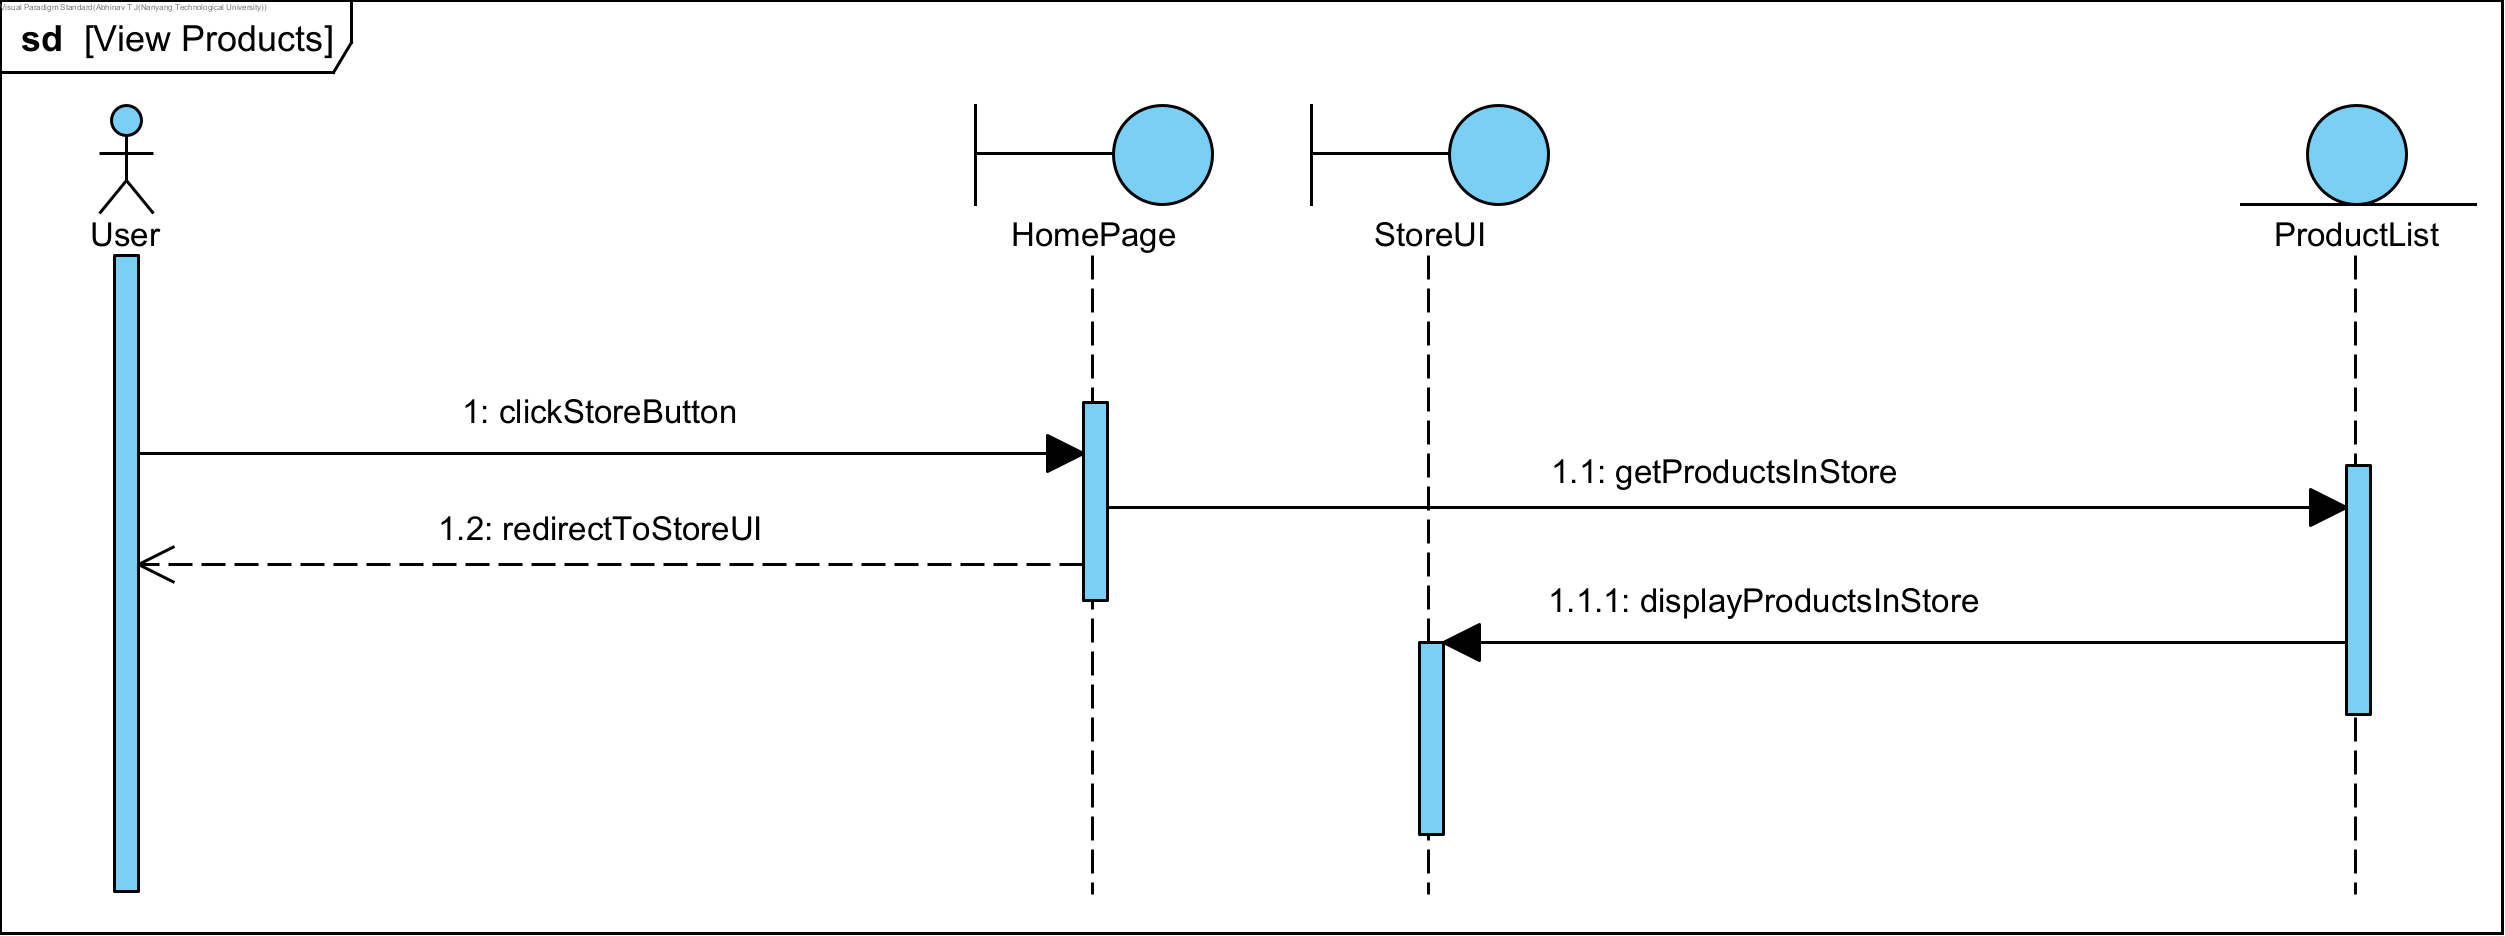 Visual Paradigm Standard(Abhinav T J(Nanyang Technological University))
sd [View Products]
User
HomePage
StoreUI
ProductList
1: clickStoreButton
1.1: getProductsInStore
1.2: redirectToStoreUI
1.1.1: displayProductsInStore